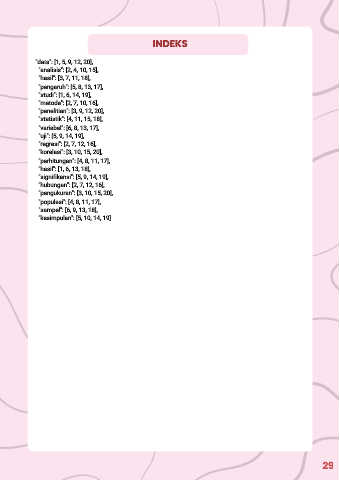 INDEKS
"data": [1, 5, 9, 12, 20],
"analisis": [2, 4, 10, 15],
"hasil": [3, 7, 11, 18],
"pengaruh": [5, 8, 13, 17],
"studi": [1, 6, 14, 19],
"metode": [2, 7, 10, 16],
"penelitian": [3, 9, 12, 20],
"statistik": [4, 11, 15, 18],
"variabel": [6, 8, 13, 17],
"uji": [5, 9, 14, 19],
"regresi": [2, 7, 12, 16],
"korelasi": [3, 10, 15, 20],
"perhitungan": [4, 8, 11, 17],
"hasil": [1, 6, 13, 18],
"signifikansi": [5, 9, 14, 19],
"hubungan": [2, 7, 12, 16],
"pengukuran": [3, 10, 15, 20],
"populasi": [4, 8, 11, 17],
"sampel": [6, 9, 13, 18],
"kesimpulan": [5, 10, 14, 19]
29